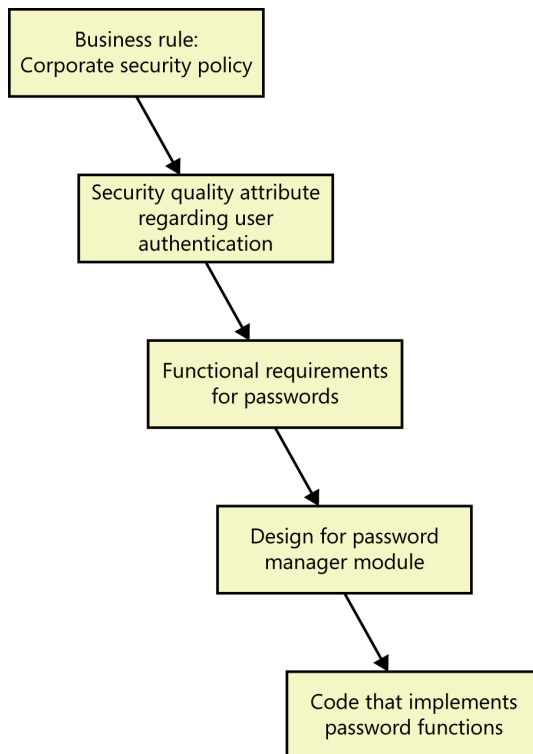 Business rule:
Corporate security policy
Security quality attribute
regarding user
authentication
Functional requirements
for passwords
Design for password
manager module
Code that implements
password functions